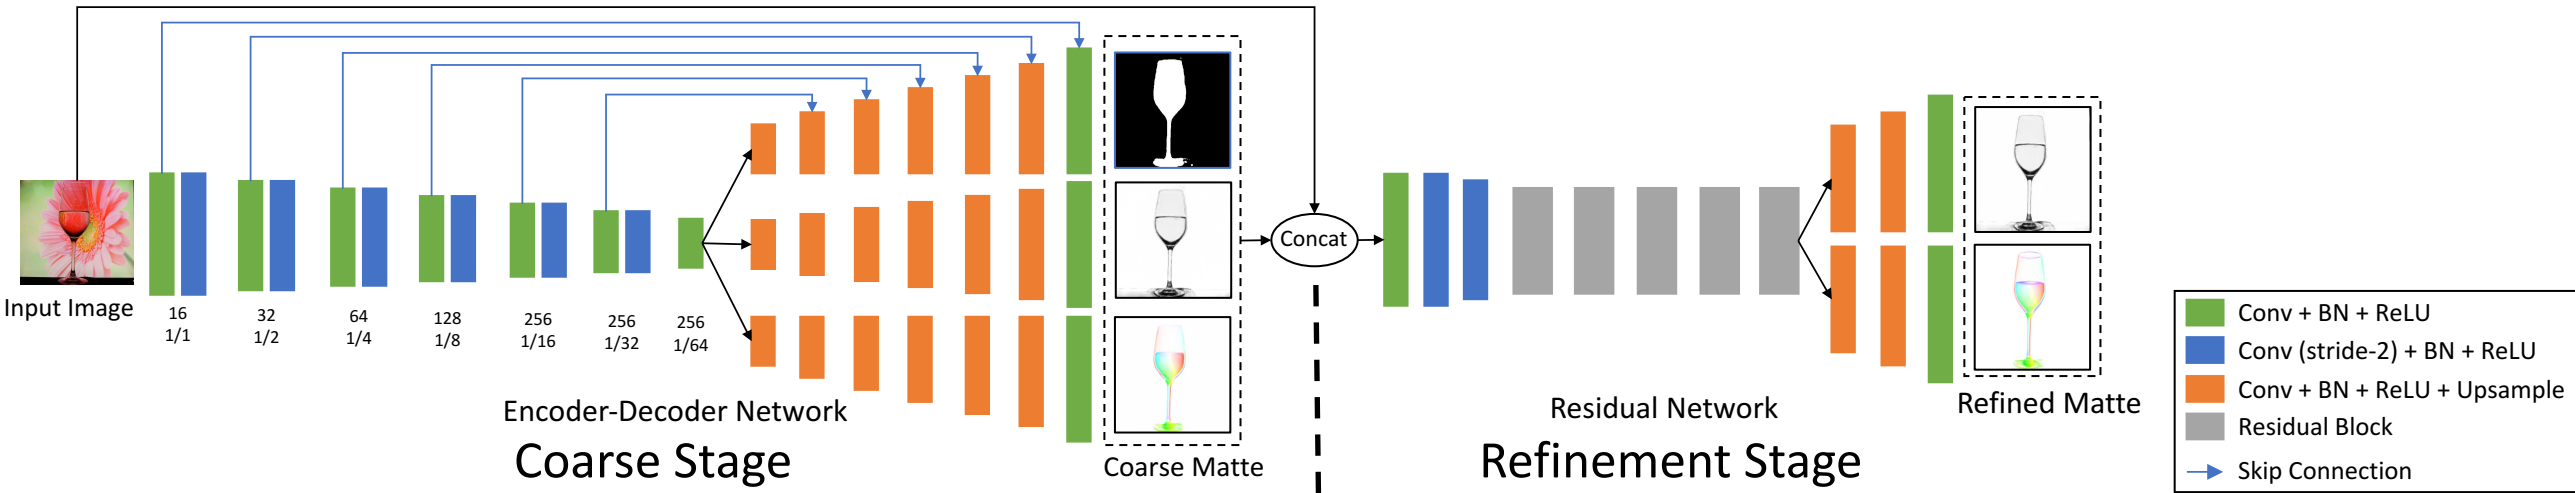 Input Image
16
1/1
32
1/2
64
1/4
128
1/8
256
1/16
256
1/32
256
1/64
Encoder-Decoder Network
Coarse Stage
Coarse Matte
Concat
Residual Network
Refinement Stage
Refined Matte
Conv + BN + ReLU
Conv (stride-2) + BN + ReLU
Conv + BN + ReLU + Upsample
Residual Block
Skip Connection